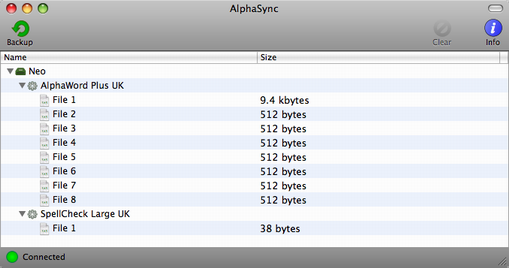 AlphaSync
Backup Clear Info
Name Size
Neo
AlphaWord Plus UK
File 1 9.4 kbytes
File 2 512 bytes
File 3 512 bytes
File 4 512 bytes
File 5 512 bytes
File 6 512 bytes
File 7 512 bytes
File 8 512 bytes
SpellCheck Large UK
File 1 38 bytes
Connected